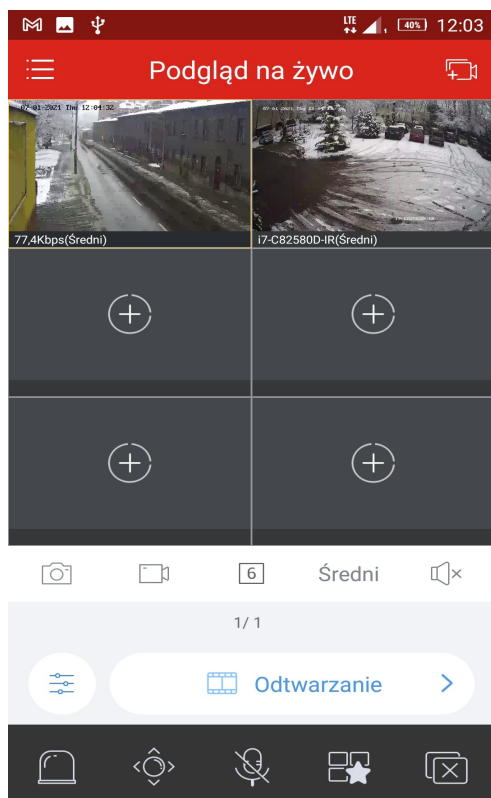 LTE 40% 12:03
Podgląd na żywo
07-01-2021 Thu 12:04:32
77,4Kbps(Średni)
i7-C82580D-IR(Średni)
6 Średni
1/ 1
Odtwarzanie